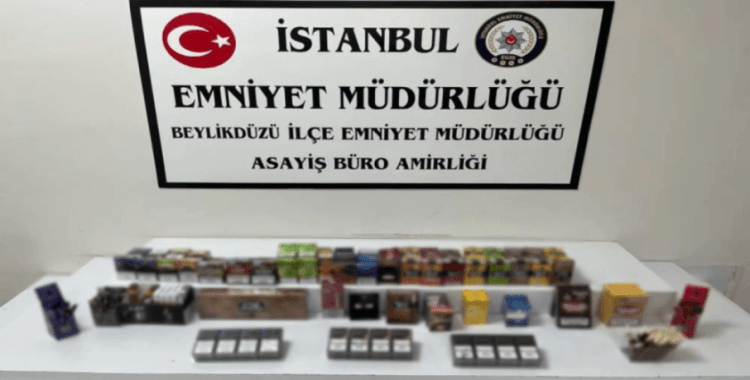 İSTANBUL
EMNİYET MÜDÜRLÜĞÜ
BEYLİKDÜZÜ İLÇE EMNİYET MÜDÜRLÜĞÜ
ASAYİŞ BÜRO AMİRLİĞİ